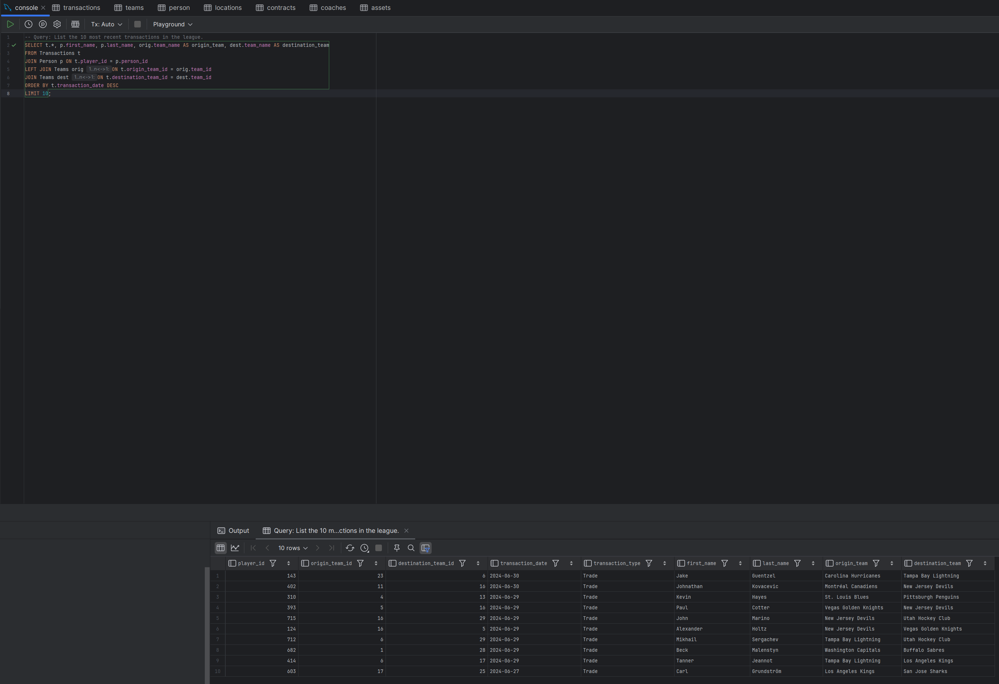 console transactions teams person locations contracts coaches assets
Tx: Auto Playground
1 -- Query: List the 10 most recent transactions in the league.
2 SELECT t.*, p.first_name, p.last_name, orig.team_name AS origin_team, dest.team_name AS destination_team
3 FROM Transactions t
4 JOIN Person p ON t.player_id = p.person_id
5 LEFT JOIN Teams orig 1..n<->1: ON t.origin_team_id = orig.team_id
6 JOIN Teams dest 1..n<->1: ON t.destination_team_id = dest.team_id
7 ORDER BY t.transaction_date DESC
8 LIMIT 10;
Output Query: List the 10 m...ctions in the league.
10 rows
player_id origin_team_id destination_team_id transaction_date transaction_type first_name last_name origin_team destination_team
1 143 23 6 2024-06-30 Trade Jake Guentzel Carolina Hurricanes Tampa Bay Lightning
2 402 11 16 2024-06-30 Trade Johnathan Kovacevic Montréal Canadiens New Jersey Devils
3 310 4 13 2024-06-29 Trade Kevin Hayes St. Louis Blues Pittsburgh Penguins
4 393 5 16 2024-06-29 Trade Paul Cotter Vegas Golden Knights New Jersey Devils
5 715 16 29 2024-06-29 Trade John Marino New Jersey Devils Utah Hockey Club
6 124 16 5 2024-06-29 Trade Alexander Holtz New Jersey Devils Vegas Golden Knights
7 712 6 29 2024-06-29 Trade Mikhail Sergachev Tampa Bay Lightning Utah Hockey Club
8 682 1 28 2024-06-29 Trade Beck Malenstyn Washington Capitals Buffalo Sabres
9 414 6 17 2024-06-29 Trade Tanner Jeannot Tampa Bay Lightning Los Angeles Kings
10 603 17 25 2024-06-27 Trade Carl Grundström Los Angeles Kings San Jose Sharks